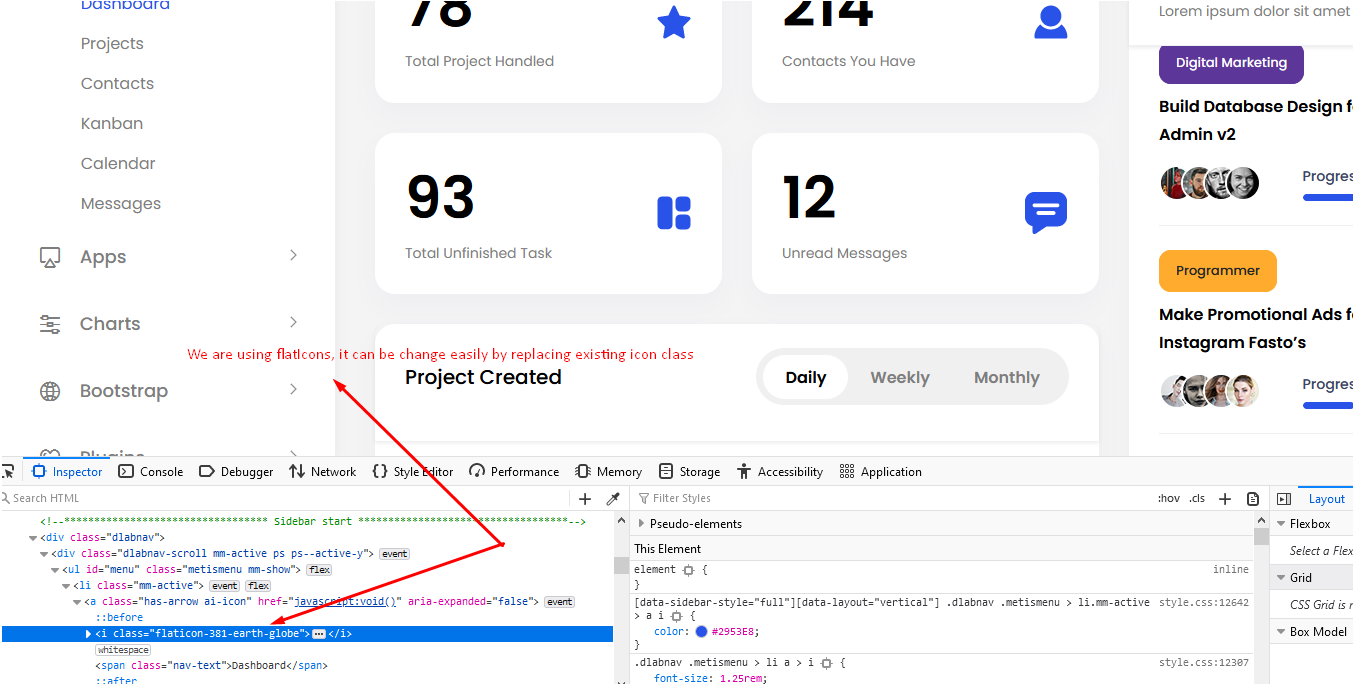 Dashboard
Projects
Contacts
Kanban
Calendar
Messages
Apps
Charts
Bootstrap
Plugins
78
Total Project Handled
214
Contacts You Have
93
Total Unfinished Task
12
Unread Messages
We are using flatIcons, it can be change easily by replacing existing icon class
Project Created
Daily Weekly Monthly
Lorem ipsum dolor sit amet
Digital Marketing
Build Database Design f
Admin v2
Progres
Programmer
Make Promotional Ads f
Instagram Fasto’s
Progres
Inspector Console Debugger Network Style Editor Performance Memory Storage Accessibility Application
Search HTML
<!--******************************** Sidebar start *********************************-->
<div class="dlabnav">
<div class="dlabnav-scroll mm-active ps ps--active-y"> event
<ul id="menu" class="metismenu mm-show"> flex
<li class="mm-active"> event flex
<a class="has-arrow ai-icon" href="javascript:void()" aria-expanded="false"> event
::before
<i class="flaticon-381-earth-globe"> ••• </i>
whitespace
<span class="nav-text">Dashboard</span>
::after
Filter Styles
:hov .cls
Pseudo-elements
This Element
element { inline
}
[data-sidebar-style="full"][data-layout="vertical"] .dlabnav .metismenu > li.mm-active style.css:12642
> a i {
color: #2953E8;
}
.dlabnav .metismenu > li a > i { style.css:12307
font-size: 1.25rem;
Layout
Flexbox
Select a Flex
Grid
CSS Grid is n
Box Model